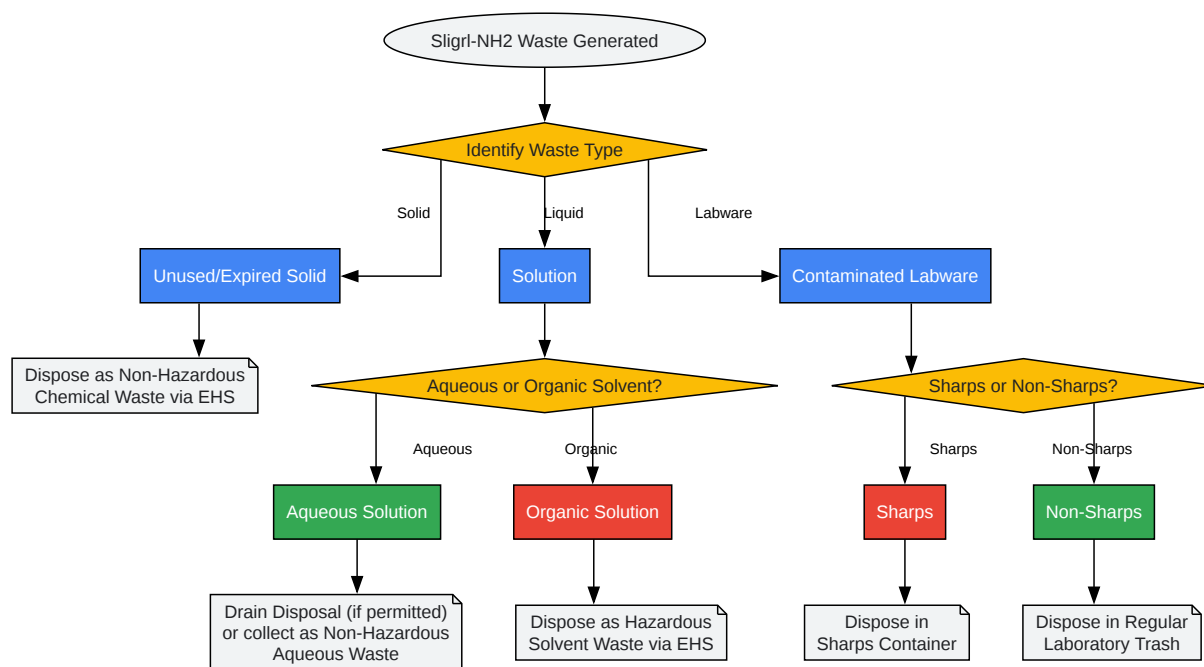 Sligrl-NH2 Waste Generated
Identify Waste Type
Solid
Liquid
Labware
Unused/Expired Solid
Solution
Contaminated Labware
Dispose as Non-Hazardous
Chemical Waste via EHS
Aqueous or Organic Solvent?
Sharps or Non-Sharps?
Aqueous
Organic
Sharps
Non-Sharps
Aqueous Solution
Organic Solution
Sharps
Non-Sharps
Drain Disposal (if permitted)
or collect as Non-Hazardous
Aqueous Waste
Dispose as Hazardous
Solvent Waste via EHS
Dispose in
Sharps Container
Dispose in Regular
Laboratory Trash